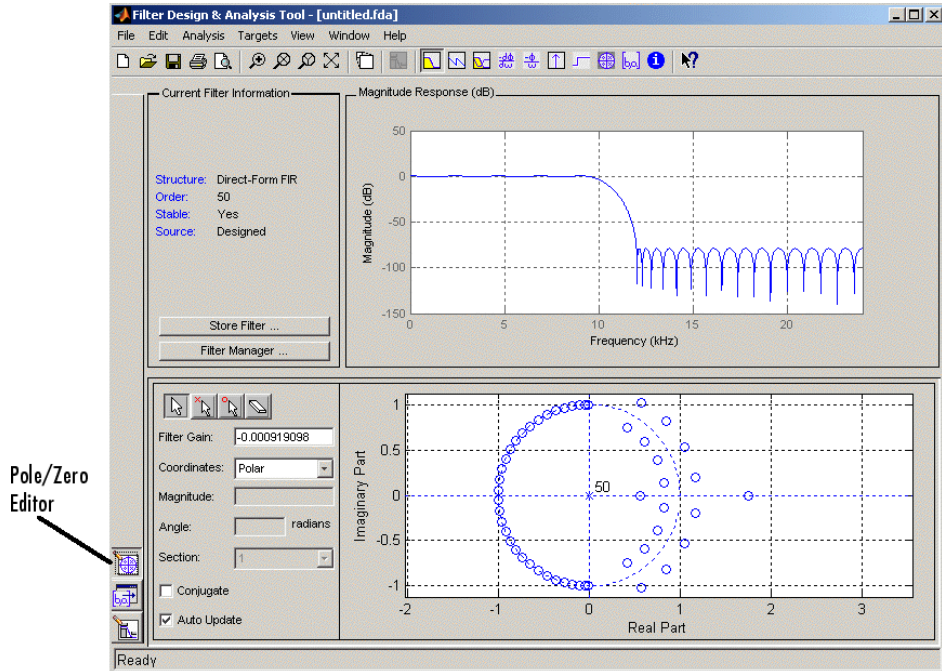 Filter Design & Analysis Tool - [untitled.fda]
File Edit Analysis Targets View Window Help
Current Filter Information
Structure: Direct-Form FIR
Order: 50
Stable: Yes
Source: Designed
Store Filter ...
Filter Manager ...
Magnitude Response (dB)
50
0
-50
-100
-150
Magnitude (dB)
0 5 10 15 20
Frequency (kHz)
Filter Gain: -0.000919098
Coordinates: Polar
Magnitude:
Angle: radians
Section: 1
Conjugate
Auto Update
1
0.5
0
-0.5
-1
Imaginary Part
50
-2 -1 0 1 2 3
Real Part
Pole/Zero
Editor
Ready